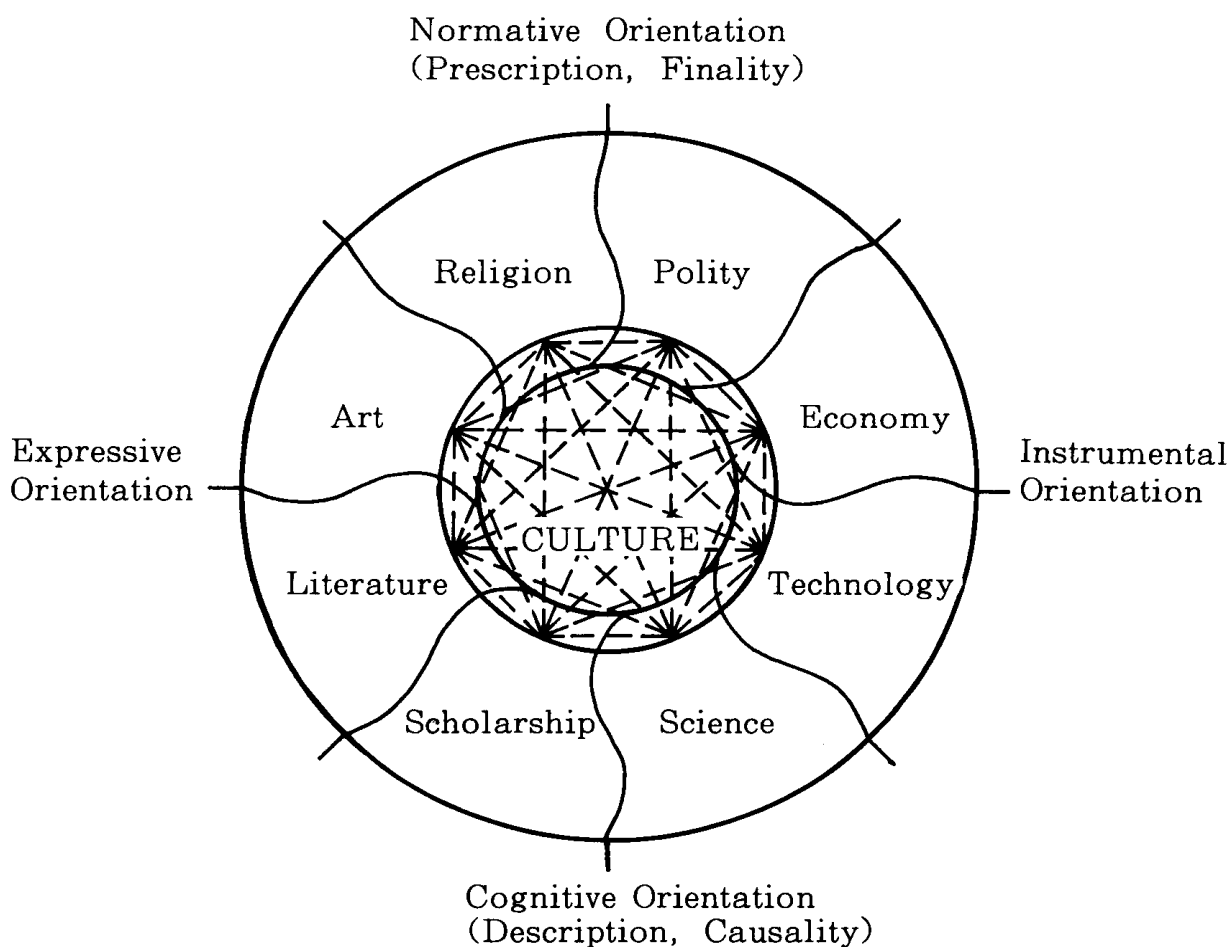 Normative Orientation
(Prescription, Finality)
Religion
Polity
Art
Economy
Expressive
Orientation
Instrumental
Orientation
CULTURE
Literature
Technology
Scholarship
Science
Cognitive Orientation
(Description, Causality)